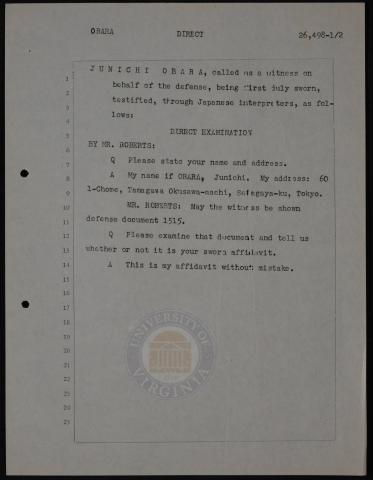 OBARA DIRECT 26,498-1/2
1 JUNICHI OBARA, called as a witness on
2 behalf of the defense, being first duly sworn,
3 testified, through Japanese interpreters, as fol-
4 lows:
5 DIRECT EXAMINATION
6 BY MR. ROBERTS:
7 Q Please state your name and address.
8 A My name if OBARA, Junichi. My address: 60
9 1-Chome, Tamagawa Okusawa-machi, Setagaya-ku, Tokyo.
10 MR. ROBERTS: May the witness be shown
11 defense document 1515.
12 Q Please examine that document and tell us
13 whether or not it is your sworn affidavit.
14 A This is my affidavit without mistake.
15
16
17
18
19
20
21
22
23
24
25
UNIVERSITY OF
VIRGINIA